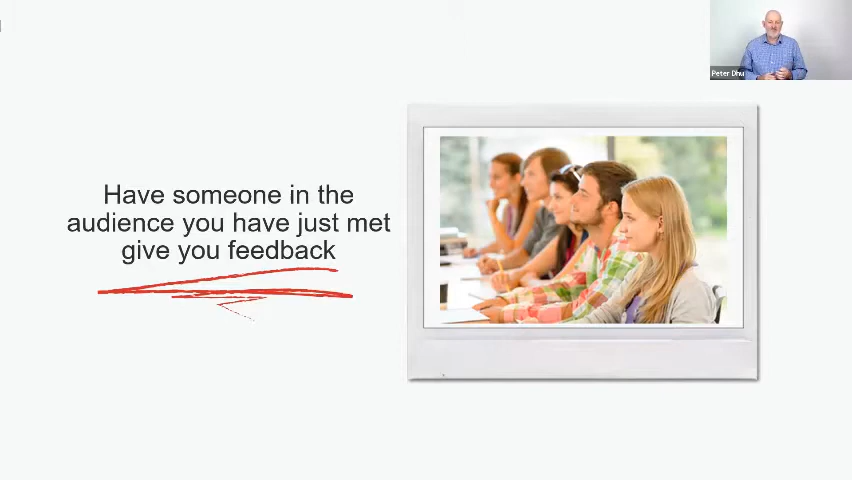 Peter Dhu
Have someone in the
audience you have just met
give you feedback